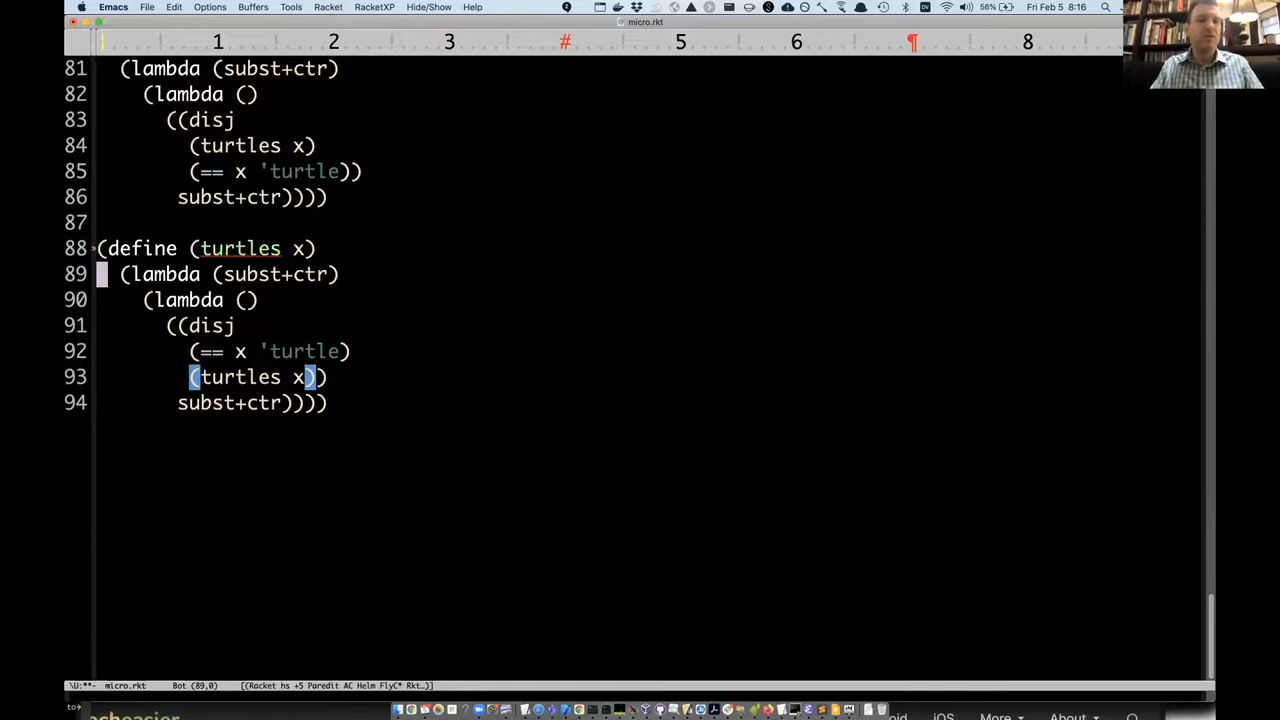 Emacs File Edit Options Buffers Tools Racket RacketXP Hide/Show Help 56% Fri Feb 5 8:16
micro.rkt
1 2 3 4 # 5 6 ¶ 8
81 (lambda (subst+ctr)
82 (lambda ()
83 ((disj
84 (turtles x)
85 (== x 'turtle))
86 subst+ctr))))
87
88 (define (turtles x)
89 (lambda (subst+ctr)
90 (lambda ()
91 ((disj
92 (== x 'turtle)
93 (turtles x))
94 subst+ctr))))
\U:**- micro.rkt Bot (89,0) [(Racket hs +5 Paredit AC Helm FlyC* Rkt…)]
to→
iOS More About